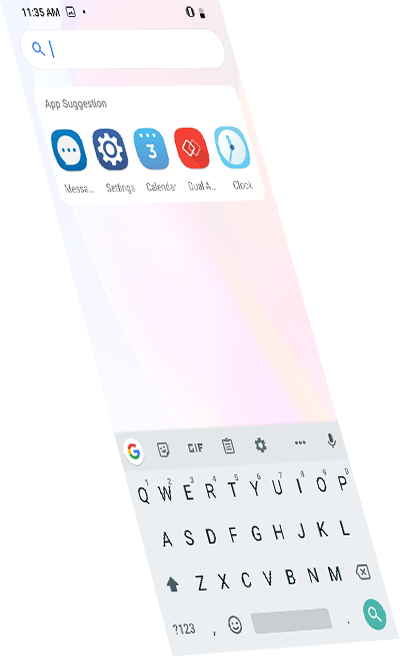 11:35 AM
App Suggestion
3
Messa... Settings Calendar Dual A... Clock
G GIF ...
1 2 3 4 5 6 7 8 9 0
Q W E R T Y U I O P
A S D F G H J K L
Z X C V B N M
?123 , .